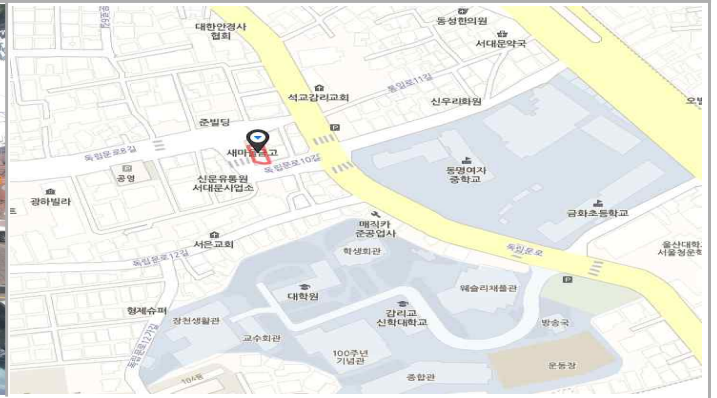 대한안경사
협회
동성한의원
서대문약국
통일로11길
석교감리교회
신우리화원
준빌딩
P
새마을금고
독립문로8길
독립문로10길
공영
신문유통원
서대문사업소
동명여자
중학교
광하빌라
금화초등학교
매직카
준공업사
서은교회
학생회관
독립문로
울산대학
서울청운학
독립문로12길
P
대학원
웨슬리채플관
형제슈퍼
장천생활관
감리교
신학대학교
방송국
교수회관
독립문로12가길
100주년
기념관
운동장
종합관